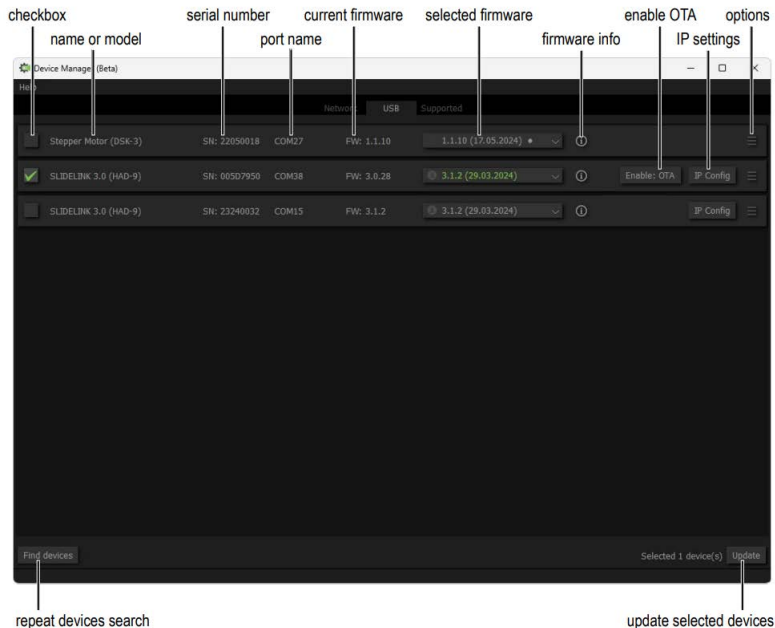 checkbox serial number current firmware selected firmware enable OTA options
name or model port name firmware info IP settings
Device Manager (Beta)
Help
Network USB Supported
Stepper Motor (DSK-3) SN: 22050018 COM27 FW: 1.1.10 1.1.10 (17.05.2024)
SLIDELINK 3.0 (HAD-9) SN: 005D7950 COM38 FW: 3.0.28 3.1.2 (29.03.2024) Enable: OTA IP Config
SLIDELINK 3.0 (HAD-9) SN: 23240032 COM15 FW: 3.1.2 3.1.2 (29.03.2024) IP Config
Find devices Selected 1 device(s) Update
repeat devices search update selected devices